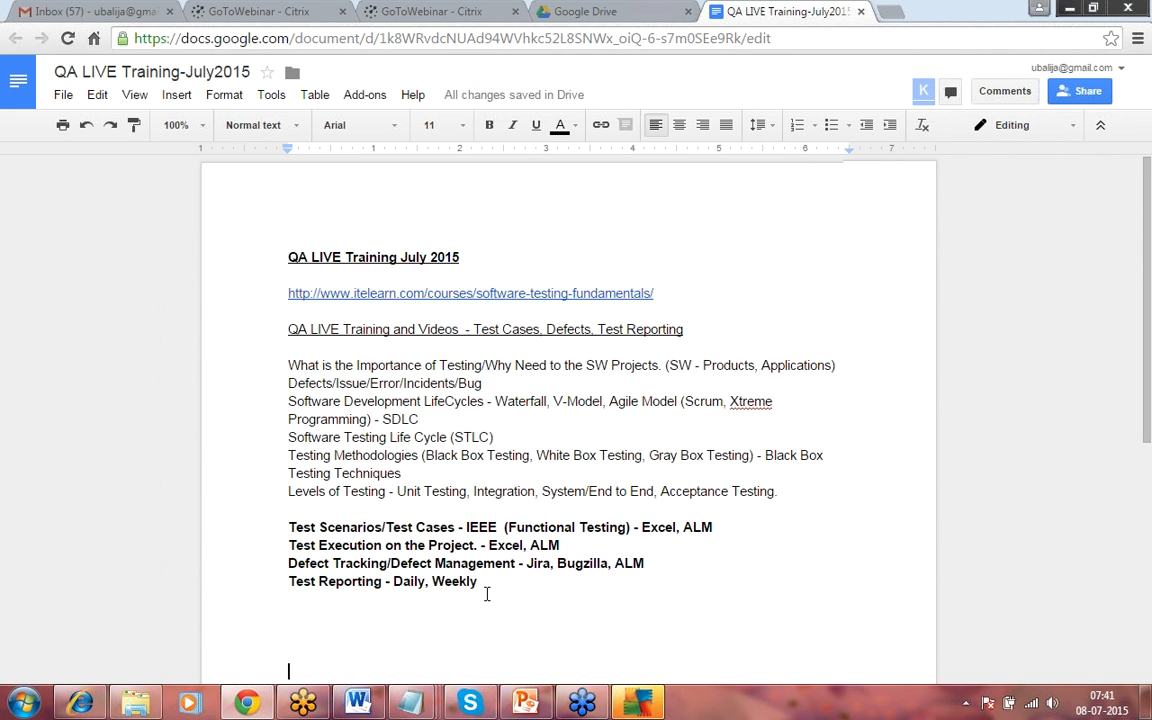 Inbox (57) - ubalija@gma
GoToWebinar - Citrix
GoToWebinar - Citrix
Google Drive
QA LIVE Training-July2015
https://docs.google.com/document/d/1k8WRvdcNUAd94WVhkc52L8SNWx_oiQ-6-s7m0SEe9Rk/edit
QA LIVE Training-July2015
ubalija@gmail.com
File Edit View Insert Format Tools Table Add-ons Help All changes saved in Drive
K Comments Share
100% Normal text Arial 11 B I U A Editing
1 1 2 3 4 5 6 7
QA LIVE Training July 2015
http://www.itelearn.com/courses/software-testing-fundamentals/
QA LIVE Training and Videos - Test Cases, Defects, Test Reporting
What is the Importance of Testing/Why Need to the SW Projects. (SW - Products, Applications)
Defects/Issue/Error/Incidents/Bug
Software Development LifeCycles - Waterfall, V-Model, Agile Model (Scrum, Xtreme
Programming) - SDLC
Software Testing Life Cycle (STLC)
Testing Methodologies (Black Box Testing, White Box Testing, Gray Box Testing) - Black Box
Testing Techniques
Levels of Testing - Unit Testing, Integration, System/End to End, Acceptance Testing.
Test Scenarios/Test Cases - IEEE (Functional Testing) - Excel, ALM
Test Execution on the Project. - Excel, ALM
Defect Tracking/Defect Management - Jira, Bugzilla, ALM
Test Reporting - Daily, Weekly
07:41
08-07-2015